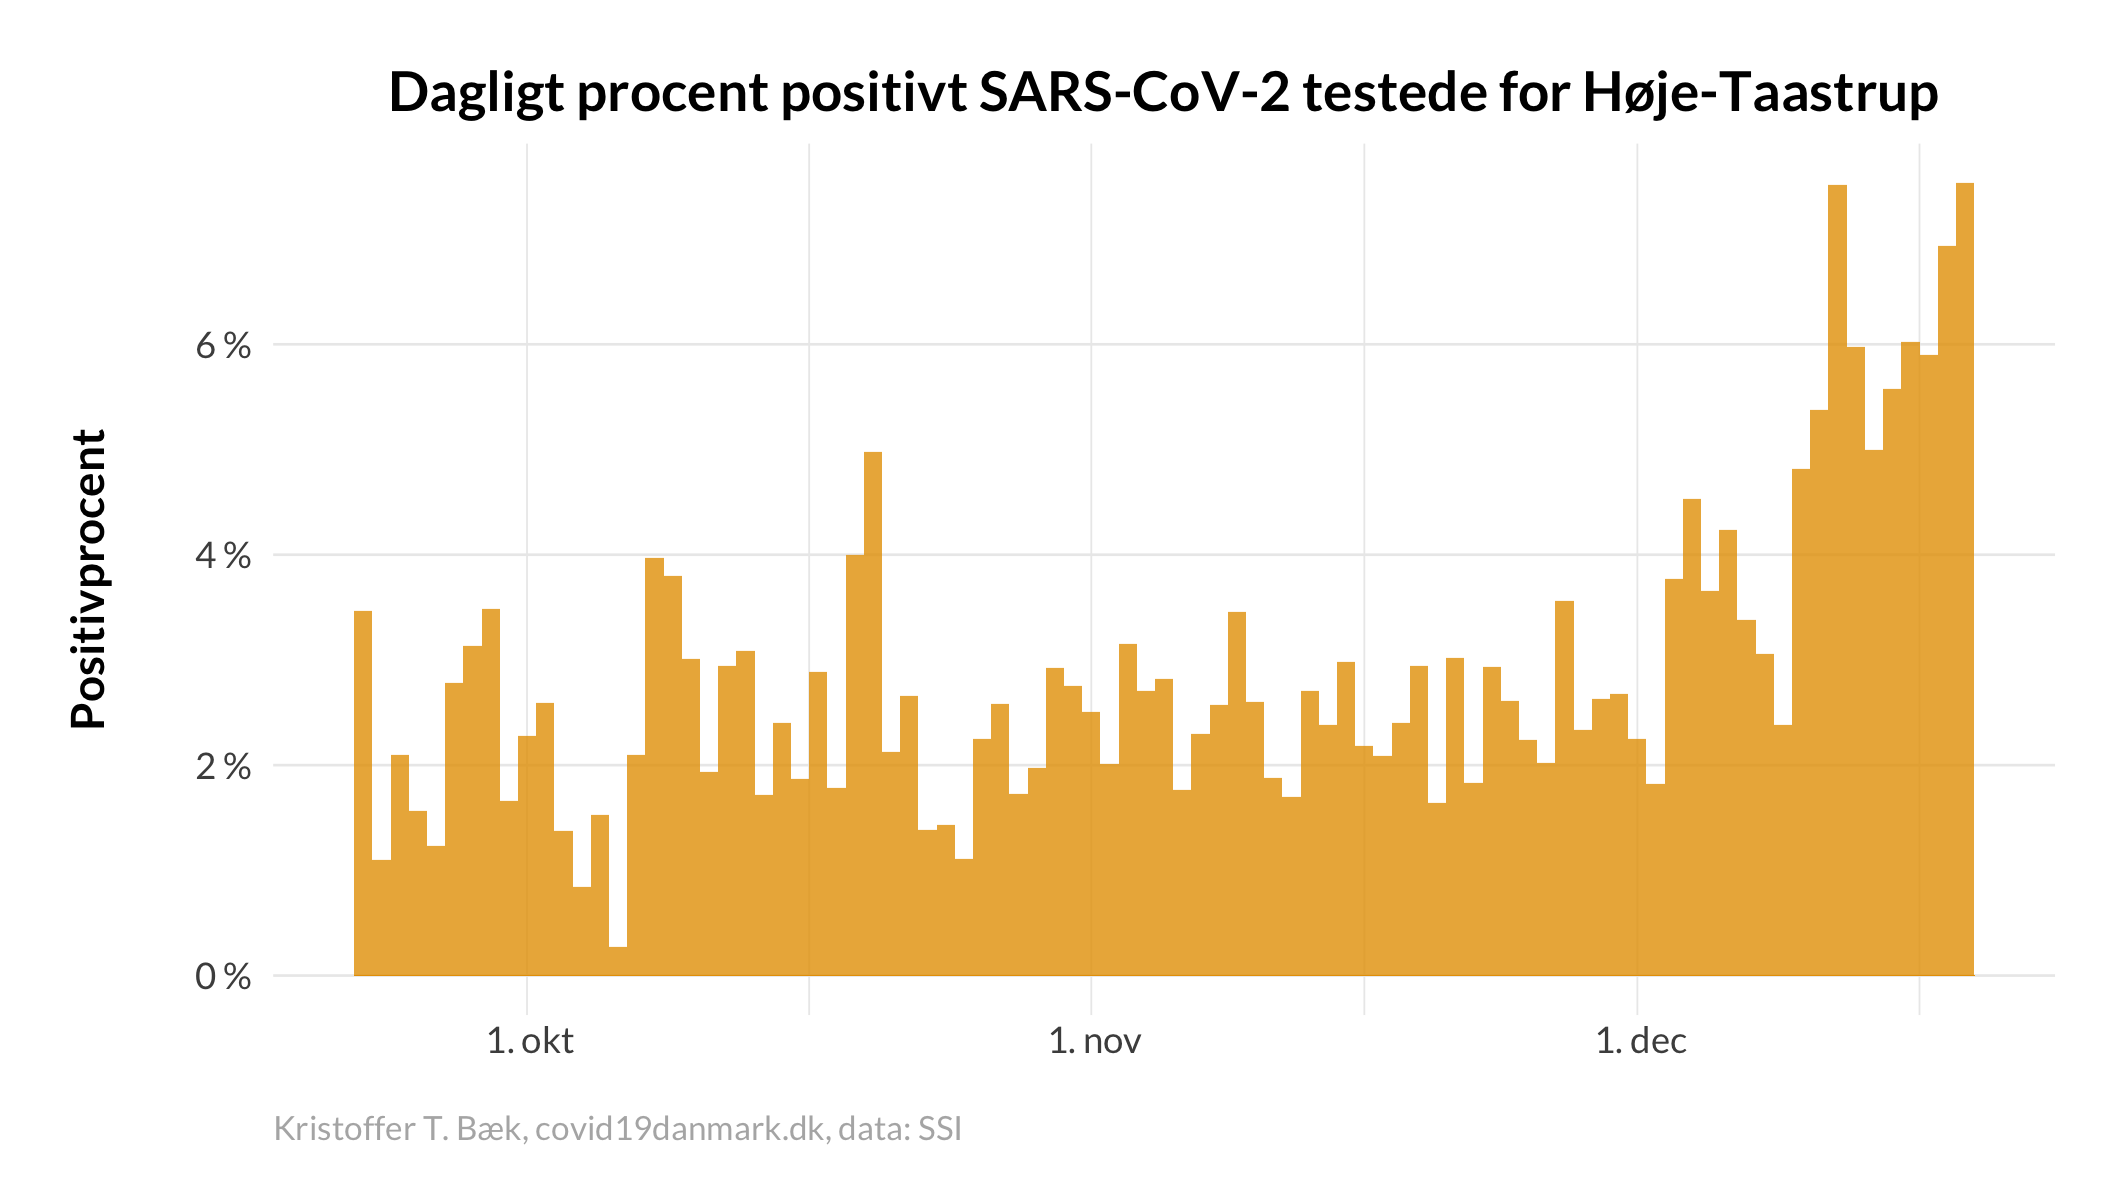 Dagligt procent positivt SARS-CoV-2 testede for Høje-Taastrup
Positivprocent
6 %
4 %
2 %
0 %
1. okt
1. nov
1. dec
Kristoffer T. Bæk, covid19danmark.dk, data: SSI